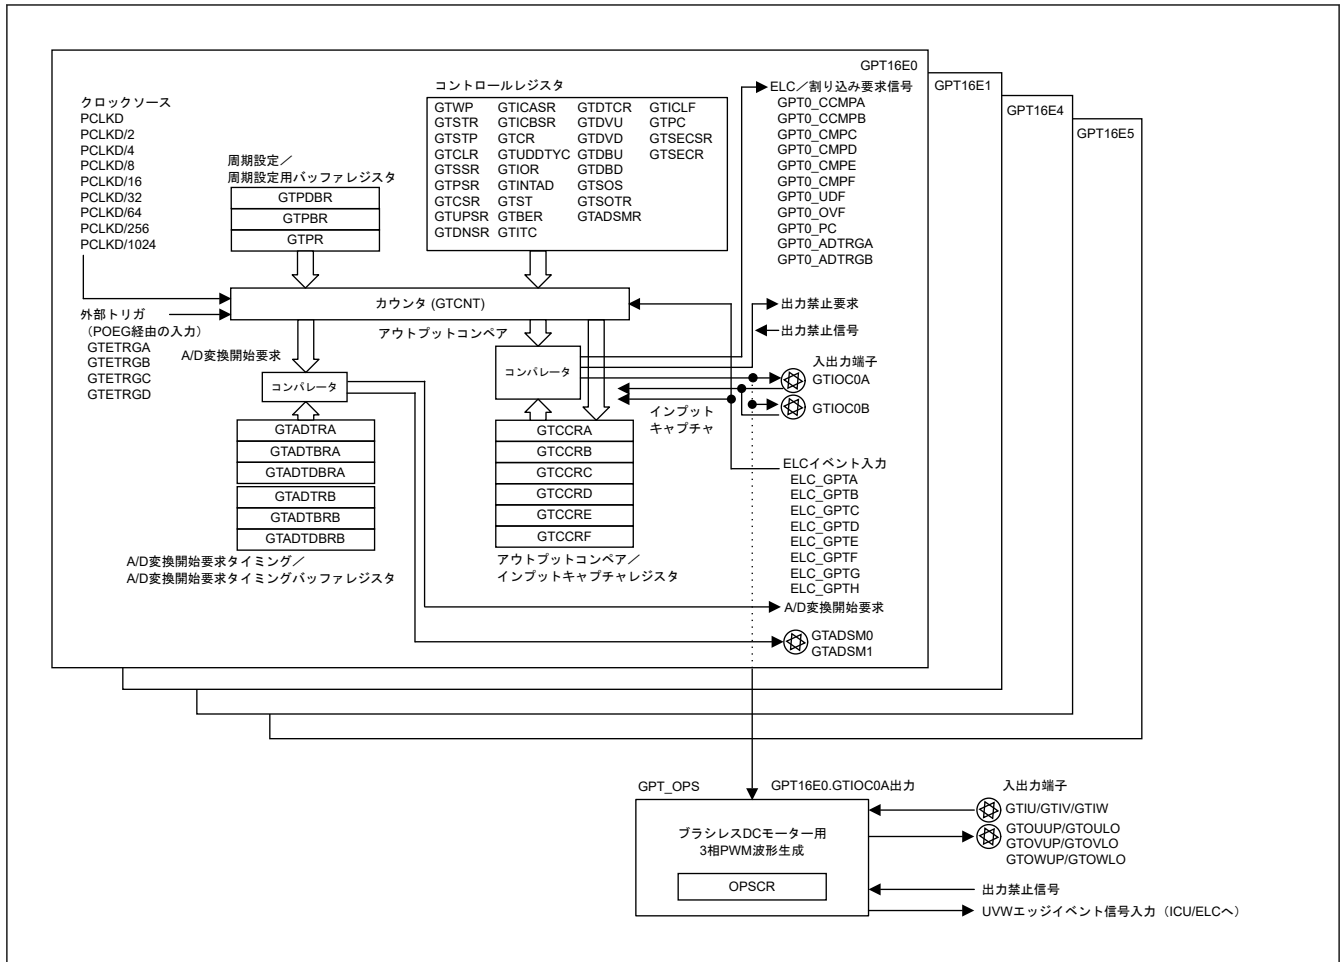 GPT16E0
GPT16E1
GPT16E4
GPT16E5
クロックソース
PCLKD
PCLKD/2
PCLKD/4
PCLKD/8
PCLKD/16
PCLKD/32
PCLKD/64
PCLKD/256
PCLKD/1024
周期設定／
周期設定用バッファレジスタ
GTPDBR
GTPBR
GTPR
コントロールレジスタ
GTWP GTICASR GTDTCR GTICLF
GTSTR GTICBSR GTDVU GTPC
GTSTP GTCR GTDVD GTSECSR
GTCLR GTUDDTYC GTDBU GTSECR
GTSSR GTIOR GTDBD
GTPSR GTINTAD GTSOS
GTCSR GTST GTSOTR
GTUPSR GTBER GTADSMR
GTDNSR GTITC
ELC／割り込み要求信号
GPT0_CCMPA
GPT0_CCMPB
GPT0_CMPC
GPT0_CMPD
GPT0_CMPE
GPT0_CMPF
GPT0_UDF
GPT0_OVF
GPT0_PC
GPT0_ADTRGA
GPT0_ADTRGB
カウンタ (GTCNT)
外部トリガ
（POEG経由の入力）
GTETRGA
GTETRGB
GTETRGC
GTETRGD
A/D変換開始要求
アウトプットコンペア
コンパレータ
コンパレータ
出力禁止要求
出力禁止信号
入出力端子
GTIOC0A
GTIOC0B
インプット
キャプチャ
GTADTRA
GTADTBRA
GTADTDBRA
GTADTRB
GTADTBRB
GTADTDBRB
A/D変換開始要求タイミング／
A/D変換開始要求タイミングバッファレジスタ
GTCCRA
GTCCRB
GTCCRC
GTCCRD
GTCCRE
GTCCRF
アウトプットコンペア／
インプットキャプチャレジスタ
ELCイベント入力
ELC_GPTA
ELC_GPTB
ELC_GPTC
ELC_GPTD
ELC_GPTE
ELC_GPTF
ELC_GPTG
ELC_GPTH
A/D変換開始要求
GTADSM0
GTADSM1
GPT_OPS
GPT16E0.GTIOC0A出力
入出力端子
ブラシレスDCモーター用
3相PWM波形生成
OPSCR
GTIU/GTIV/GTIW
GTOUUP/GTOULO
GTOVUP/GTOVLO
GTOWUP/GTOWLO
出力禁止信号
UVWエッジイベント信号入力（ICU/ELCへ）